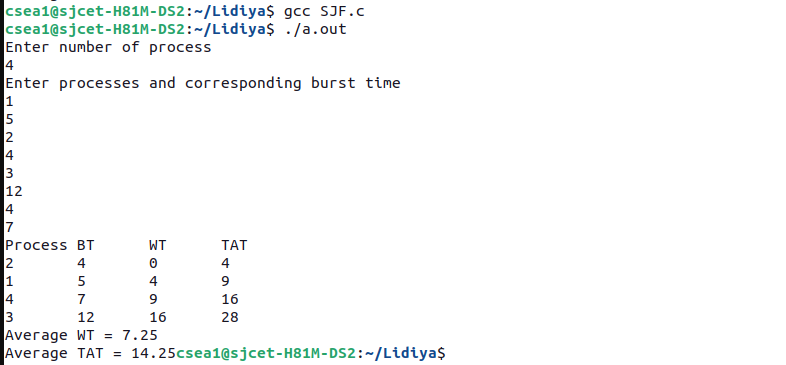 csea1@sjcet-H81M-DS2:~/Lidiya$ gcc SJF.c
csea1@sjcet-H81M-DS2:~/Lidiya$ ./a.out
Enter number of process
4
Enter processes and corresponding burst time
1
5
2
4
3
12
4
7
Process BT      WT      TAT
2       4       0       4
1       5       4       9
4       7       9       16
3       12      16      28
Average WT = 7.25
Average TAT = 14.25csea1@sjcet-H81M-DS2:~/Lidiya$